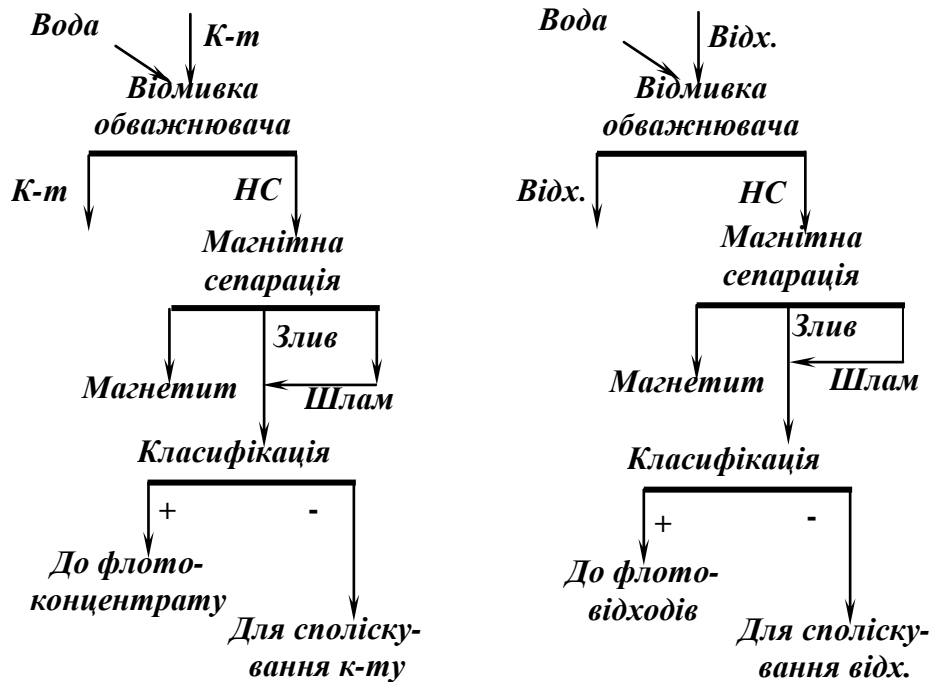 Вода
К-т
Відмивка
обважнювача
К-т
НС
Магнітна
сепарація
Злив
Магнетит
Шлам
Класифікація
+
-
До флото-
концентрату
Для споліску-
вання к-ту
Вода
Відх.
Відмивка
обважнювача
Відх.
НС
Магнітна
сепарація
Злив
Магнетит
Шлам
Класифікація
+
-
До флото-
відходів
Для споліску-
вання відх.